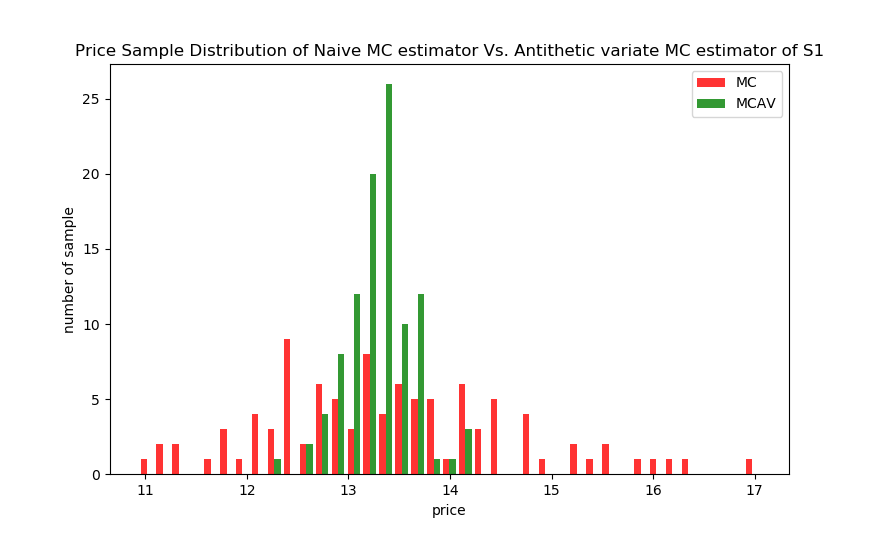 Price Sample Distribution of Naive MC estimator Vs. Antithetic variate MC estimator of S1
MC
MCAV
25
20
15
10
5
0
number of sample
11 12 13 14 15 16 17
price